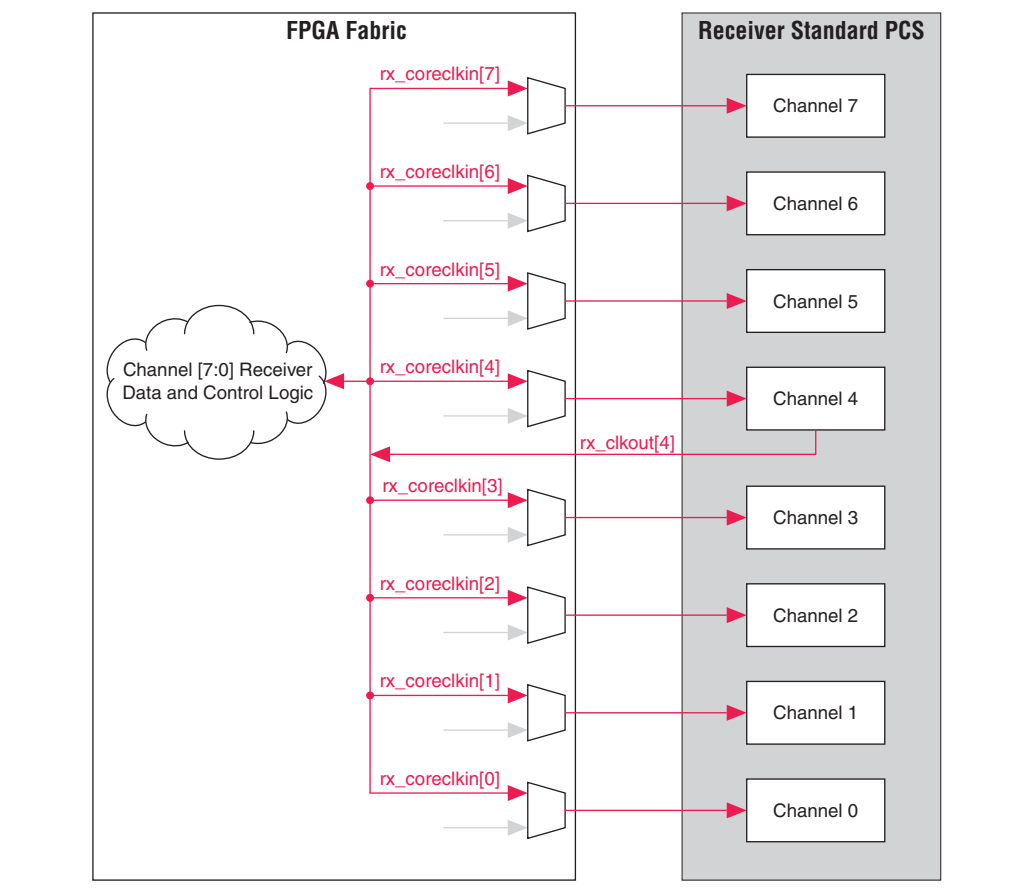 FPGA Fabric
Receiver Standard PCS
rx_coreclkin[7]
Channel 7
rx_coreclkin[6]
Channel 6
rx_coreclkin[5]
Channel 5
Channel [7:0] Receiver
Data and Control Logic
rx_coreclkin[4]
Channel 4
rx_clkout[4]
rx_coreclkin[3]
Channel 3
rx_coreclkin[2]
Channel 2
rx_coreclkin[1]
Channel 1
rx_coreclkin[0]
Channel 0